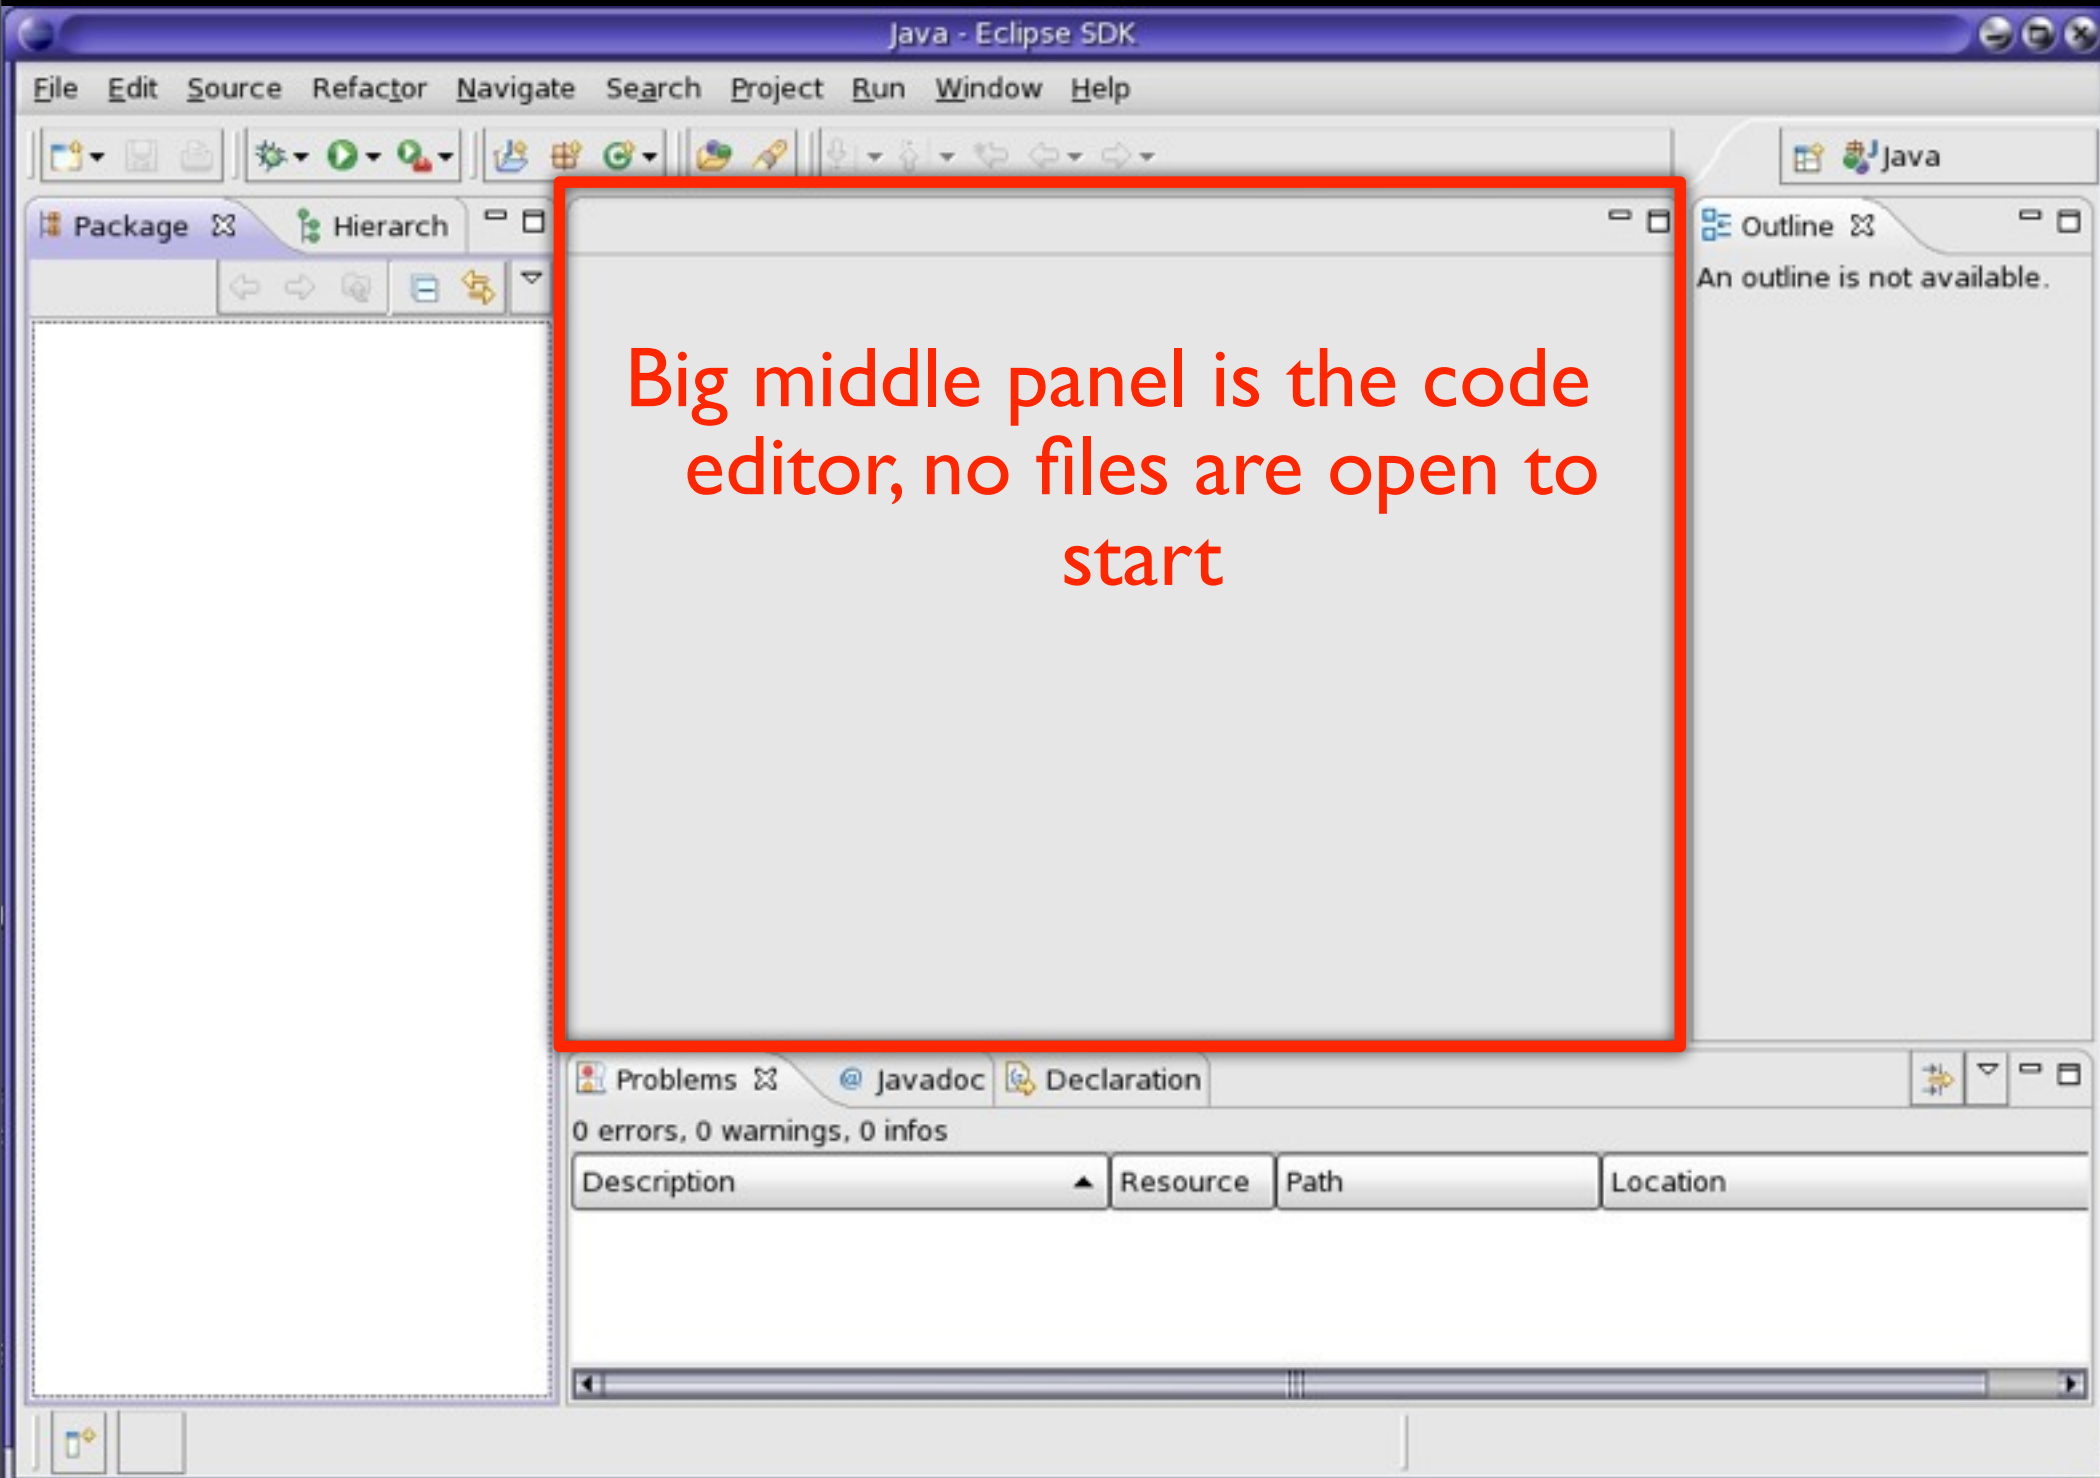 Java - Eclipse SDK
File Edit Source Refactor Navigate Search Project Run Window Help
Java
Package Hierarch
Outline
An outline is not available.
Big middle panel is the code
editor, no files are open to
start
Problems @ Javadoc Declaration
0 errors, 0 warnings, 0 infos
Description Resource Path Location